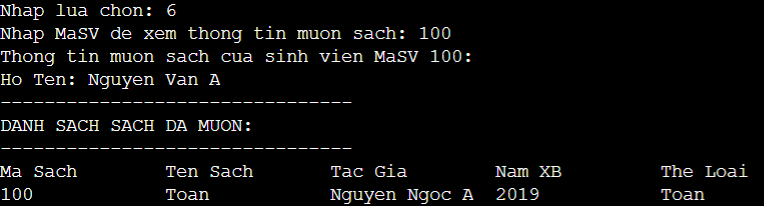 Nhap lua chon: 6
Nhap MaSV de xem thong tin muon sach: 100
Thong tin muon sach cua sinh vien MaSV 100:
Ho Ten: Nguyen Van A
--------------------------------
DANH SACH SACH DA MUON:
--------------------------------
Ma Sach        Ten Sach       Tac Gia        Nam XB         The Loai
100            Toan           Nguyen Ngoc A  2019           Toan